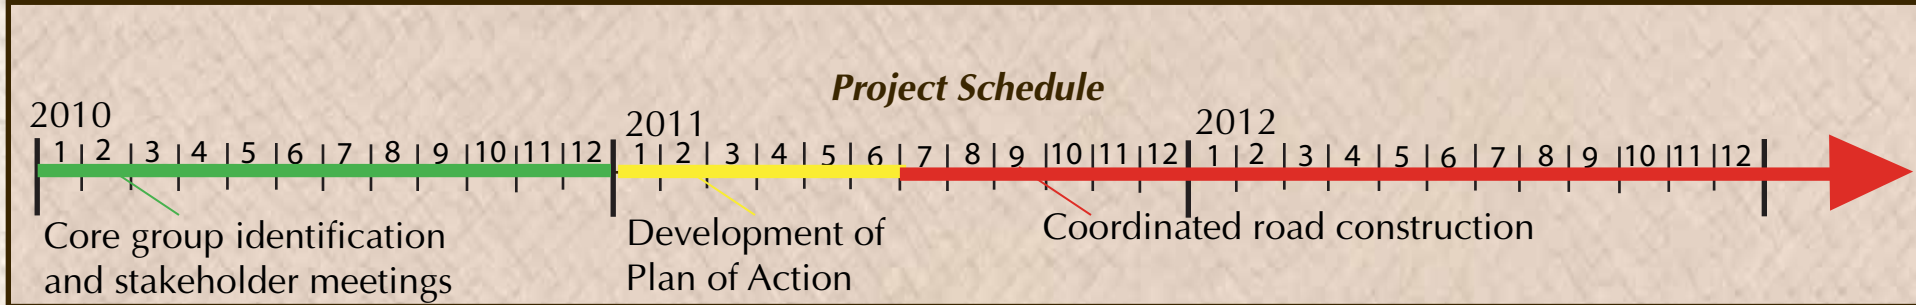 Project Schedule
2010
2011
2012
1 2 3 4 5 6 7 8 9 10 11 12 1 2 3 4 5 6 7 8 9 10 11 12 1 2 3 4 5 6 7 8 9 10 11 12
Core group identification
and stakeholder meetings
Development of
Plan of Action
Coordinated road construction